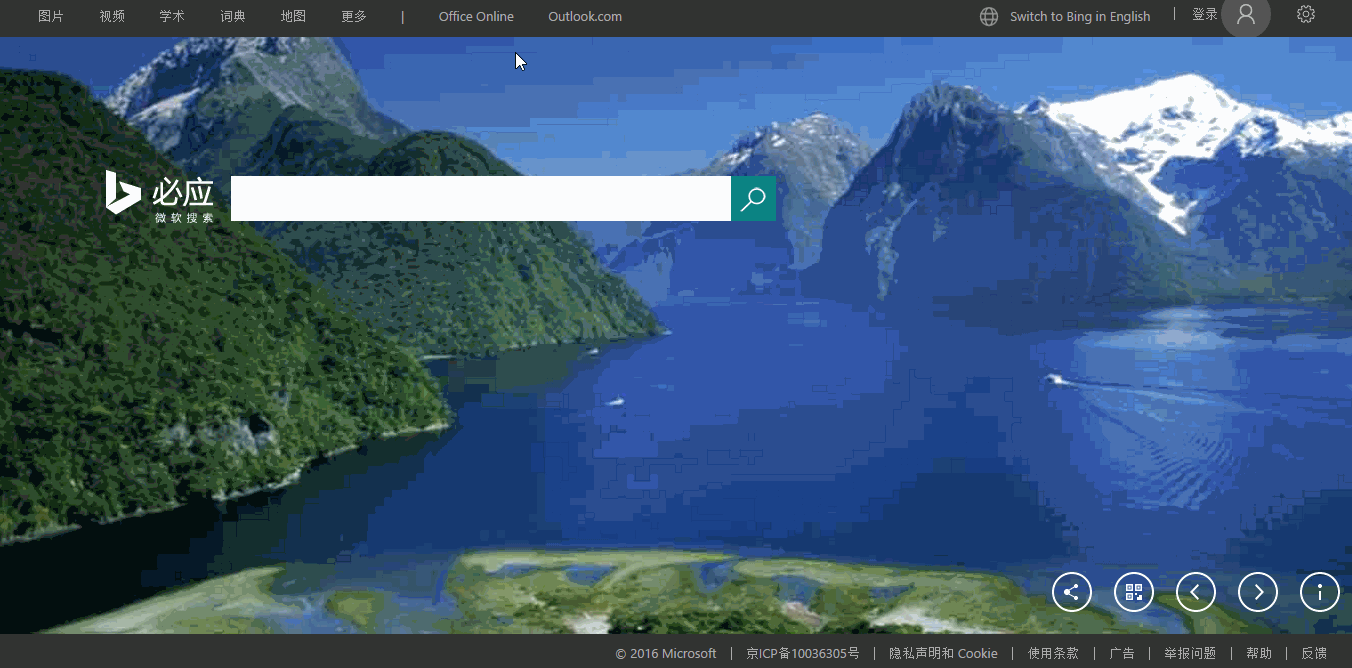 图片 视频 学术 词典 地图 更多 | Office Online Outlook.com Switch to Bing in English | 登录
必应
微软搜索
© 2016 Microsoft | 京ICP备10036305号 | 隐私声明和 Cookie | 使用条款 | 广告 | 举报问题 | 帮助 | 反馈